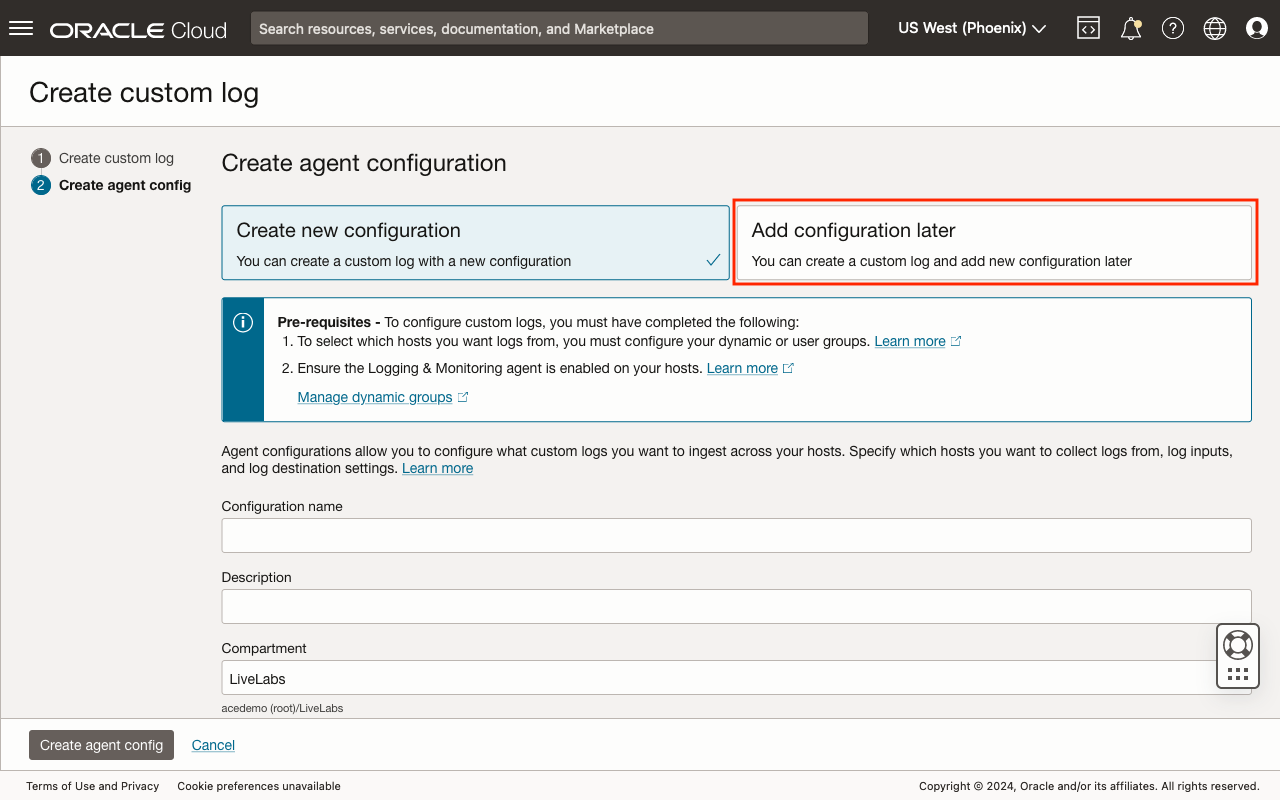 ORACLE Cloud
Search resources, services, documentation, and Marketplace
US West (Phoenix)
Create custom log
1 Create custom log
2 Create agent config
Create agent configuration
Create new configuration
You can create a custom log with a new configuration
Add configuration later
You can create a custom log and add new configuration later
Pre-requisites - To configure custom logs, you must have completed the following:
1. To select which hosts you want logs from, you must configure your dynamic or user groups. Learn more
2. Ensure the Logging & Monitoring agent is enabled on your hosts. Learn more
Manage dynamic groups
Agent configurations allow you to configure what custom logs you want to ingest across your hosts. Specify which hosts you want to collect logs from, log inputs,
and log destination settings. Learn more
Configuration name
Description
Compartment
LiveLabs
acedemo (root)/LiveLabs
Create agent config
Cancel
Terms of Use and Privacy
Cookie preferences unavailable
Copyright © 2024, Oracle and/or its affiliates. All rights reserved.